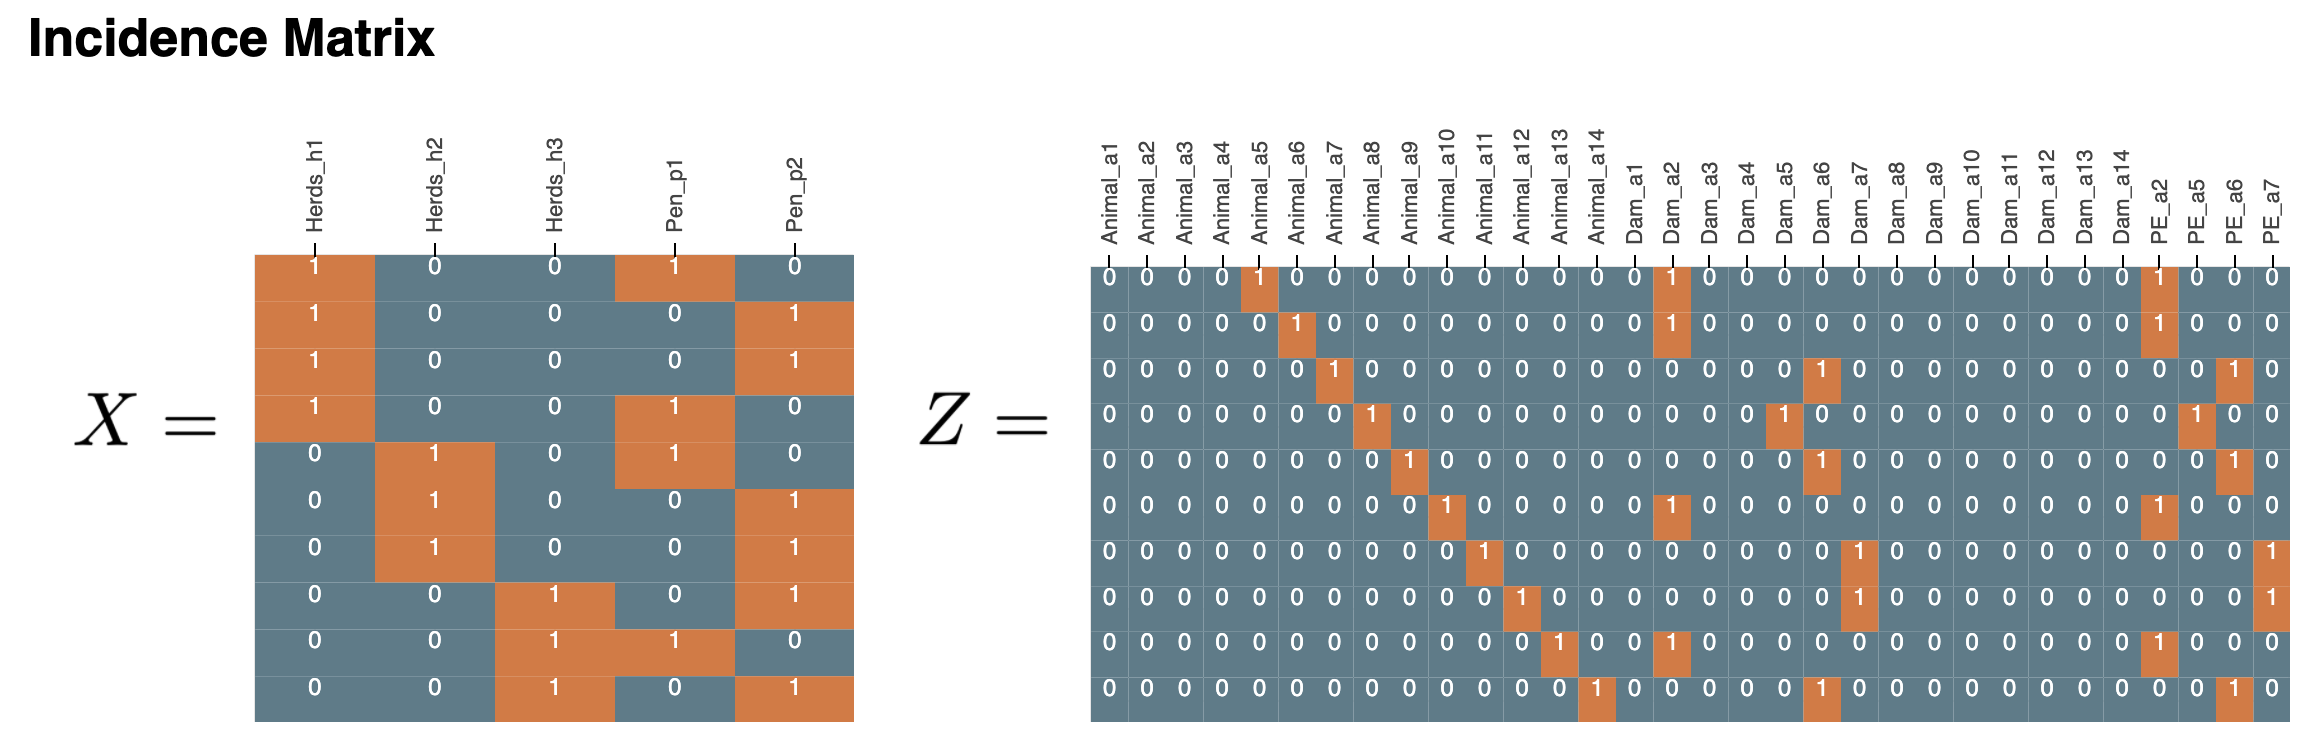 Incidence Matrix
X =
Herds_h1 Herds_h2 Herds_h3 Pen_p1 Pen_p2
1 0 0 1 0
1 0 0 0 1
1 0 0 0 1
1 0 0 1 0
0 1 0 1 0
0 1 0 0 1
0 1 0 0 1
0 0 1 0 1
0 0 1 1 0
0 0 1 0 1
Z =
Animal_a1 Animal_a2 Animal_a3 Animal_a4 Animal_a5 Animal_a6 Animal_a7 Animal_a8 Animal_a9 Animal_a10 Animal_a11 Animal_a12 Animal_a13 Animal_a14 Dam_a1 Dam_a2 Dam_a3 Dam_a4 Dam_a5 Dam_a6 Dam_a7 Dam_a8 Dam_a9 Dam_a10 Dam_a11 Dam_a12 Dam_a13 Dam_a14 PE_a2 PE_a5 PE_a6 PE_a7
0 0 0 0 1 0 0 0 0 0 0 0 0 0 0 1 0 0 0 0 0 0 0 0 0 0 0 0 1 0 0 0
0 0 0 0 0 1 0 0 0 0 0 0 0 0 0 1 0 0 0 0 0 0 0 0 0 0 0 0 1 0 0 0
0 0 0 0 0 0 1 0 0 0 0 0 0 0 0 0 0 0 0 1 0 0 0 0 0 0 0 0 0 0 1 0
0 0 0 0 0 0 0 1 0 0 0 0 0 0 0 0 0 0 1 0 0 0 0 0 0 0 0 0 0 1 0 0
0 0 0 0 0 0 0 0 1 0 0 0 0 0 0 0 0 0 0 1 0 0 0 0 0 0 0 0 0 0 1 0
0 0 0 0 0 0 0 0 0 1 0 0 0 0 0 1 0 0 0 0 0 0 0 0 0 0 0 0 1 0 0 0
0 0 0 0 0 0 0 0 0 0 1 0 0 0 0 0 0 0 0 0 1 0 0 0 0 0 0 0 0 0 0 1
0 0 0 0 0 0 0 0 0 0 0 1 0 0 0 0 0 0 0 0 1 0 0 0 0 0 0 0 0 0 0 1
0 0 0 0 0 0 0 0 0 0 0 0 1 0 0 1 0 0 0 0 0 0 0 0 0 0 0 0 1 0 0 0
0 0 0 0 0 0 0 0 0 0 0 0 0 1 0 0 0 0 0 1 0 0 0 0 0 0 0 0 0 0 1 0